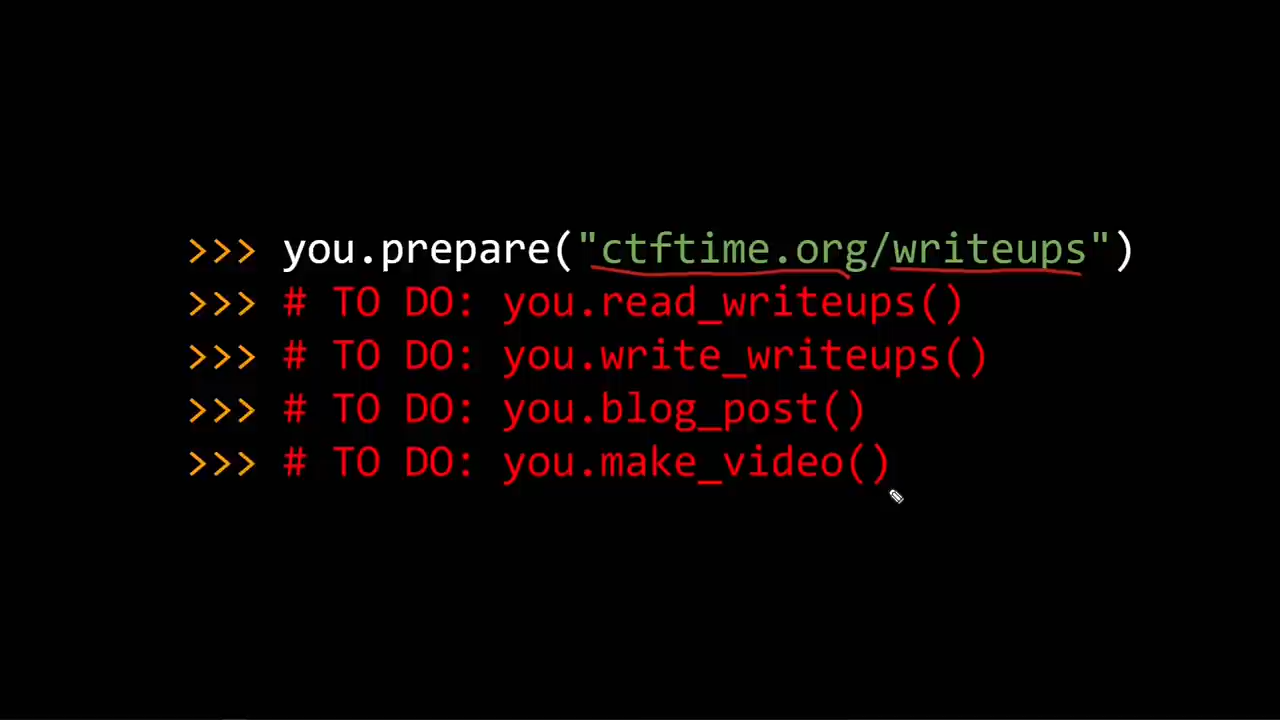 >>> you.prepare("ctftime.org/writeups")
>>> # TO DO: you.read_writeups()
>>> # TO DO: you.write_writeups()
>>> # TO DO: you.blog_post()
>>> # TO DO: you.make_video()